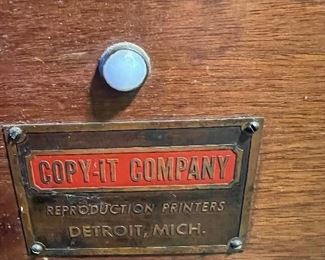 COPY-IT COMPANY
REPRODUCTION PRINTERS
DETROIT, MICH.